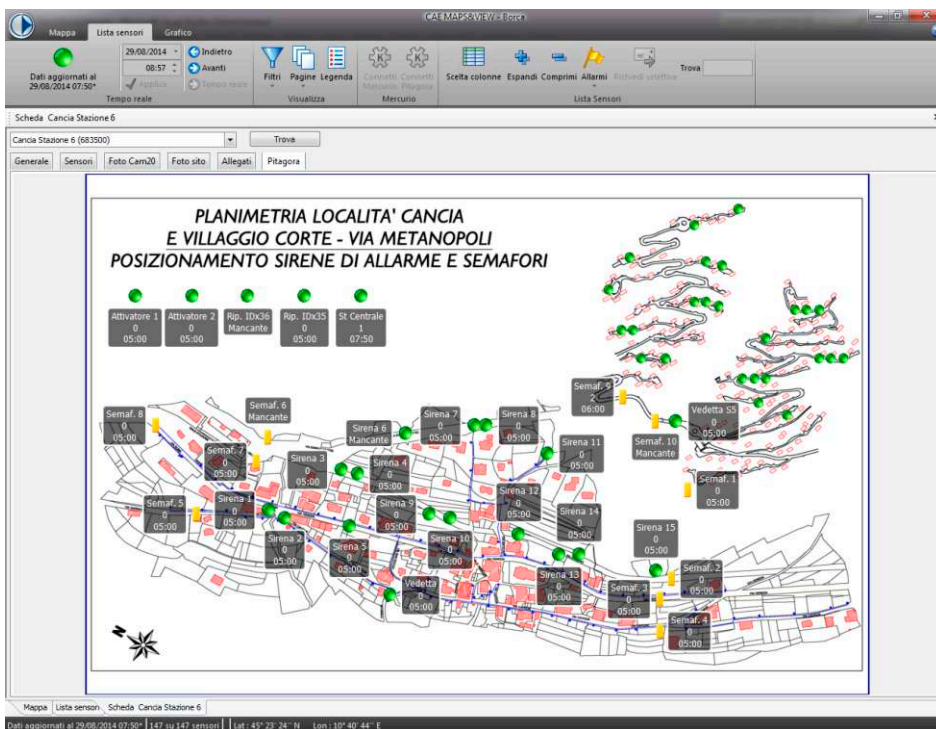 CAE MAPS&VIEW - Borca
Mappa
Lista sensori
Grafico
Dati aggiornati al
29/08/2014 07:50*
29/08/2014
08:57
Applica
Indietro
Avanti
Tempo reale
Tempo reale
Filtri
Pagine
Legenda
Visualizza
Connetti
Mercurio
Connetti
Pitagora
Mercurio
Scelta colonne
Espandi
Comprimi
Allarmi
Richiedi selettiva
Trova
Lista Sensori
Scheda Cancia Stazione 6
Cancia Stazione 6 (683500)
Trova
Generale
Sensori
Foto Cam20
Foto sito
Allegati
Pitagora
PLANIMETRIA LOCALITA' CANCIA
E VILLAGGIO CORTE - VIA METANOPOLI
POSIZIONAMENTO SIRENE DI ALLARME E SEMAFORI
Attivatore 1
0
05:00
Attivatore 2
0
05:00
Rip. IDx36
Mancante
Rip. IDx35
0
05:00
St Centrale
1
07:50
Semaf. 9
2
06:00
Semaf. 6
Mancante
Semaf. 8
0
05:00
Sirena 6
Mancante
Sirena 7
0
05:00
Sirena 8
0
05:00
Vedetta S5
0
05:00
Semaf. 10
Mancante
Semaf. 7
0
05:00
Sirena 3
0
05:00
Sirena 4
0
05:00
Sirena 11
0
05:00
Semaf. 1
0
05:00
Semaf. 5
0
05:00
Sirena 1
0
05:00
Sirena 9
0
05:00
Sirena 12
0
05:00
Sirena 14
0
05:00
Sirena 2
0
05:00
Sirena 5
0
05:00
Sirena 10
0
05:00
Sirena 15
0
05:00
Vedetta
0
05:00
Sirena 13
0
05:00
Semaf. 3
0
05:00
Semaf. 2
0
05:00
Semaf. 4
0
05:00
N
Mappa
Lista sensori
Scheda Cancia Stazione 6
Dati aggiornati al 29/08/2014 07:50*
147 su 147 sensori
Lat : 45° 23' 24'' N
Lon : 10° 40' 44'' E